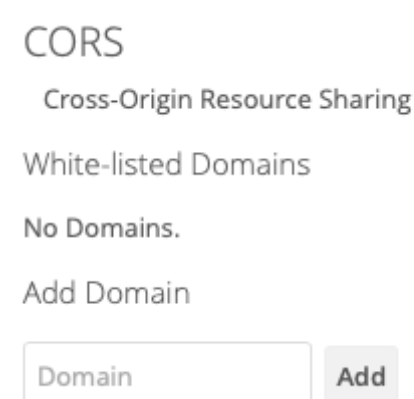 CORS
Cross-Origin Resource Sharing
White-listed Domains
No Domains.
Add Domain
Domain Add